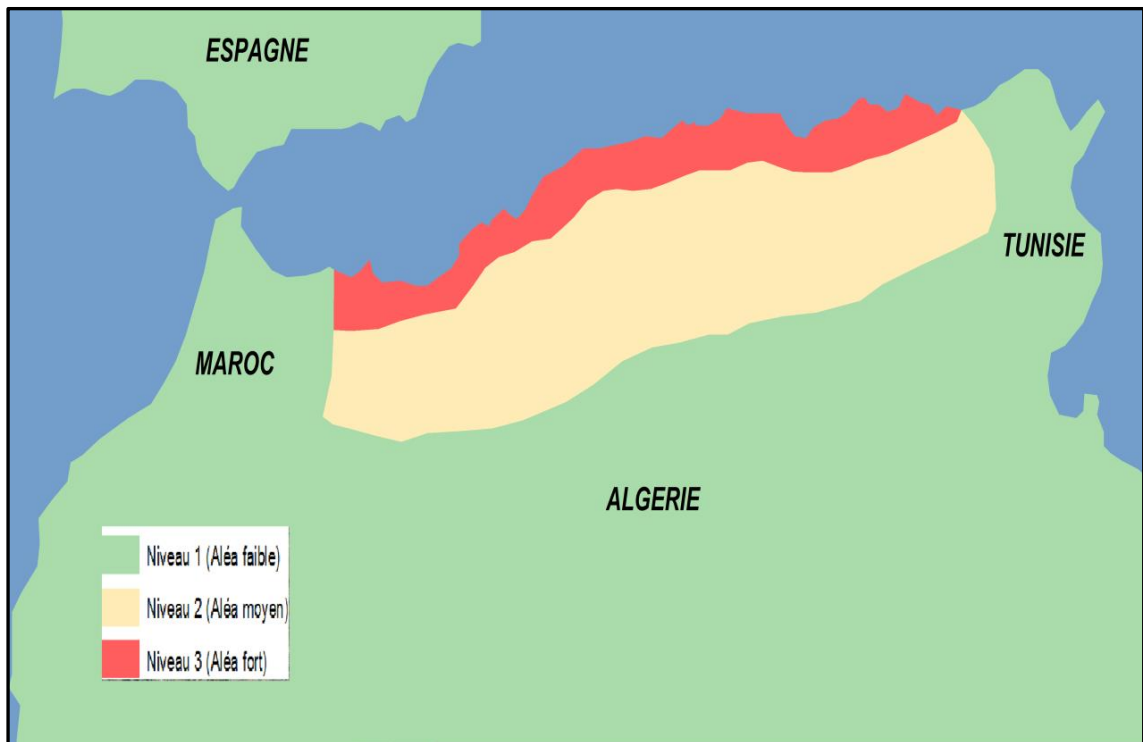 ESPAGNE
TUNISIE
MAROC
ALGERIE
Niveau 1 (Aléa faible)
Niveau 2 (Aléa moyen)
Niveau 3 (Aléa fort)